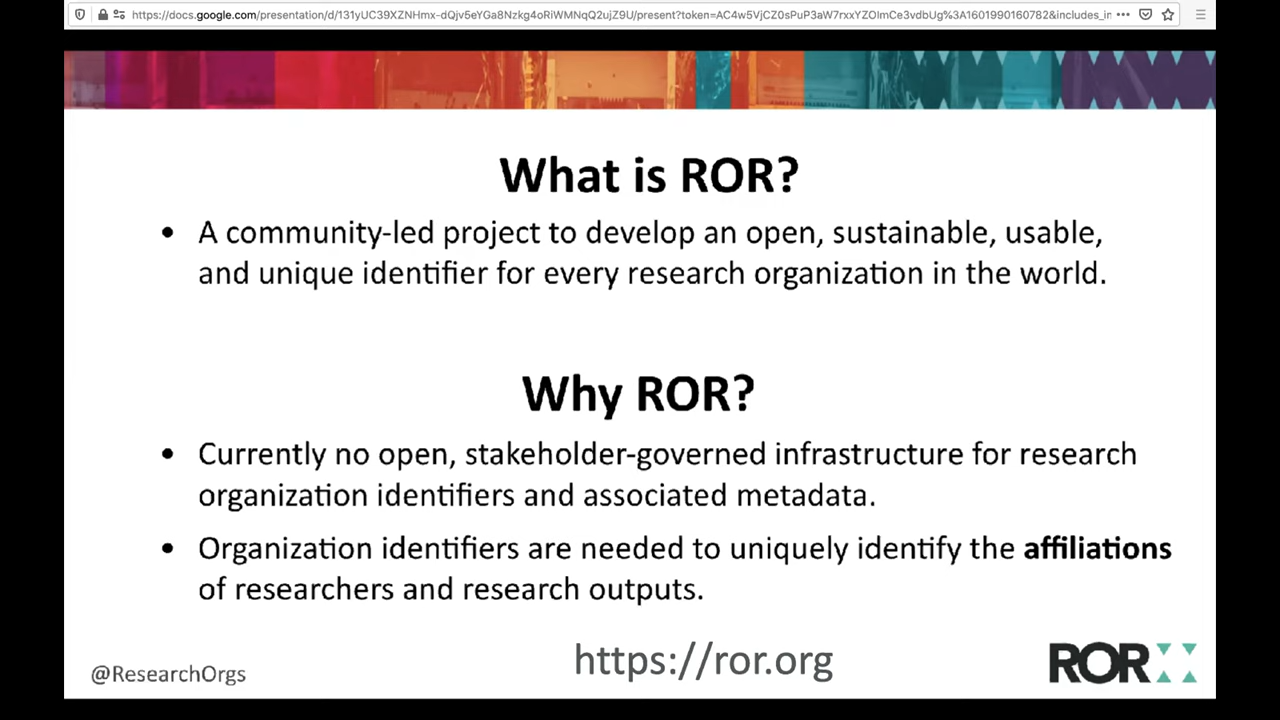 https://docs.google.com/presentation/d/131yUC39XZNHmx-dQjv5eYGa8Nzkg4oRiWMNqQ2ujZ9U/present?token=AC4w5VjCZ0sPuP3aW7rxxYZOlmCe3vdbUg%3A1601990160782&includes_ir
What is ROR?
• A community-led project to develop an open, sustainable, usable,
and unique identifier for every research organization in the world.
Why ROR?
• Currently no open, stakeholder-governed infrastructure for research
organization identifiers and associated metadata.
• Organization identifiers are needed to uniquely identify the affiliations
of researchers and research outputs.
@ResearchOrgs
https://ror.org
ROR